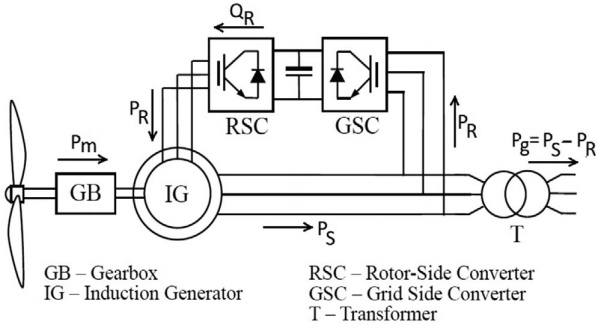 Q_R
P_R
RSC
GSC
P_R
P_g=P_S–P_R
P_m
GB
IG
P_S
T
GB – Gearbox
IG – Induction Generator
RSC – Rotor-Side Converter
GSC – Grid Side Converter
T – Transformer